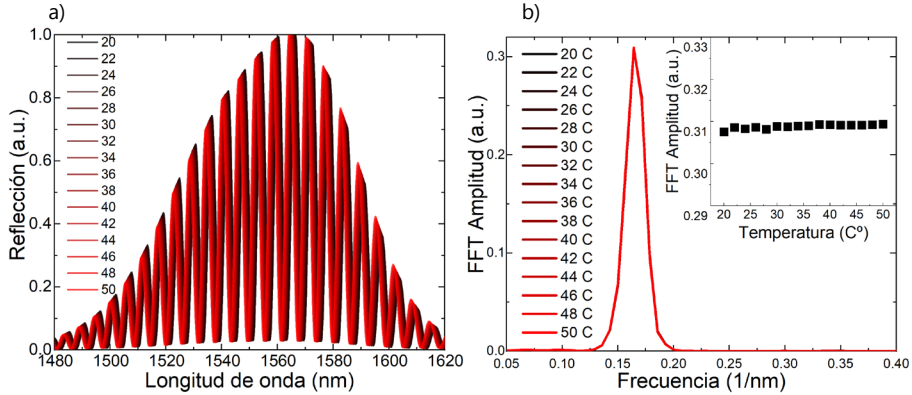 a)
Reflección (a.u.)
1.0
0.8
0.6
0.4
0.2
0.0
20
22
24
26
28
30
32
34
36
38
40
42
44
46
48
50
1480 1500 1520 1540 1560 1580 1600 1620
Longitud de onda (nm)
b)
FFT Amplitud (a.u.)
0.3
0.2
0.1
0.0
20 C
22 C
24 C
26 C
28 C
30 C
32 C
34 C
36 C
38 C
40 C
42 C
44 C
46 C
48 C
50 C
0.05 0.10 0.15 0.20 0.25 0.30 0.35 0.40
Frecuencia (1/nm)
FFT Amplitud (a.u.)
0.33
0.32
0.31
0.30
0.29
20 25 30 35 40 45 50
Temperatura (Cº)